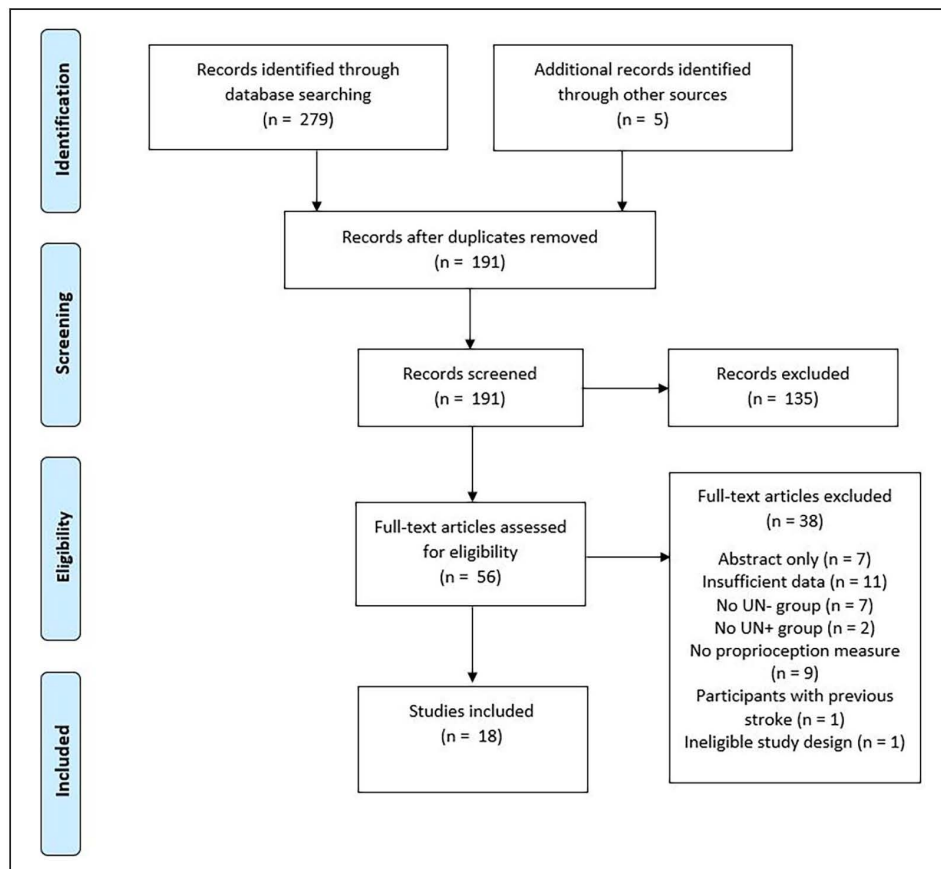 Identification
Records identified through
database searching
(n = 279)
Additional records identified
through other sources
(n = 5)
Records after duplicates removed
(n = 191)
Screening
Records screened
(n = 191)
Records excluded
(n = 135)
Eligibility
Full-text articles assessed
for eligibility
(n = 56)
Full-text articles excluded
(n = 38)
Abstract only (n = 7)
Insufficient data (n = 11)
No UN- group (n = 7)
No UN+ group (n = 2)
No proprioception measure
(n = 9)
Participants with previous
stroke (n = 1)
Ineligible study design (n = 1)
Included
Studies included
(n = 18)